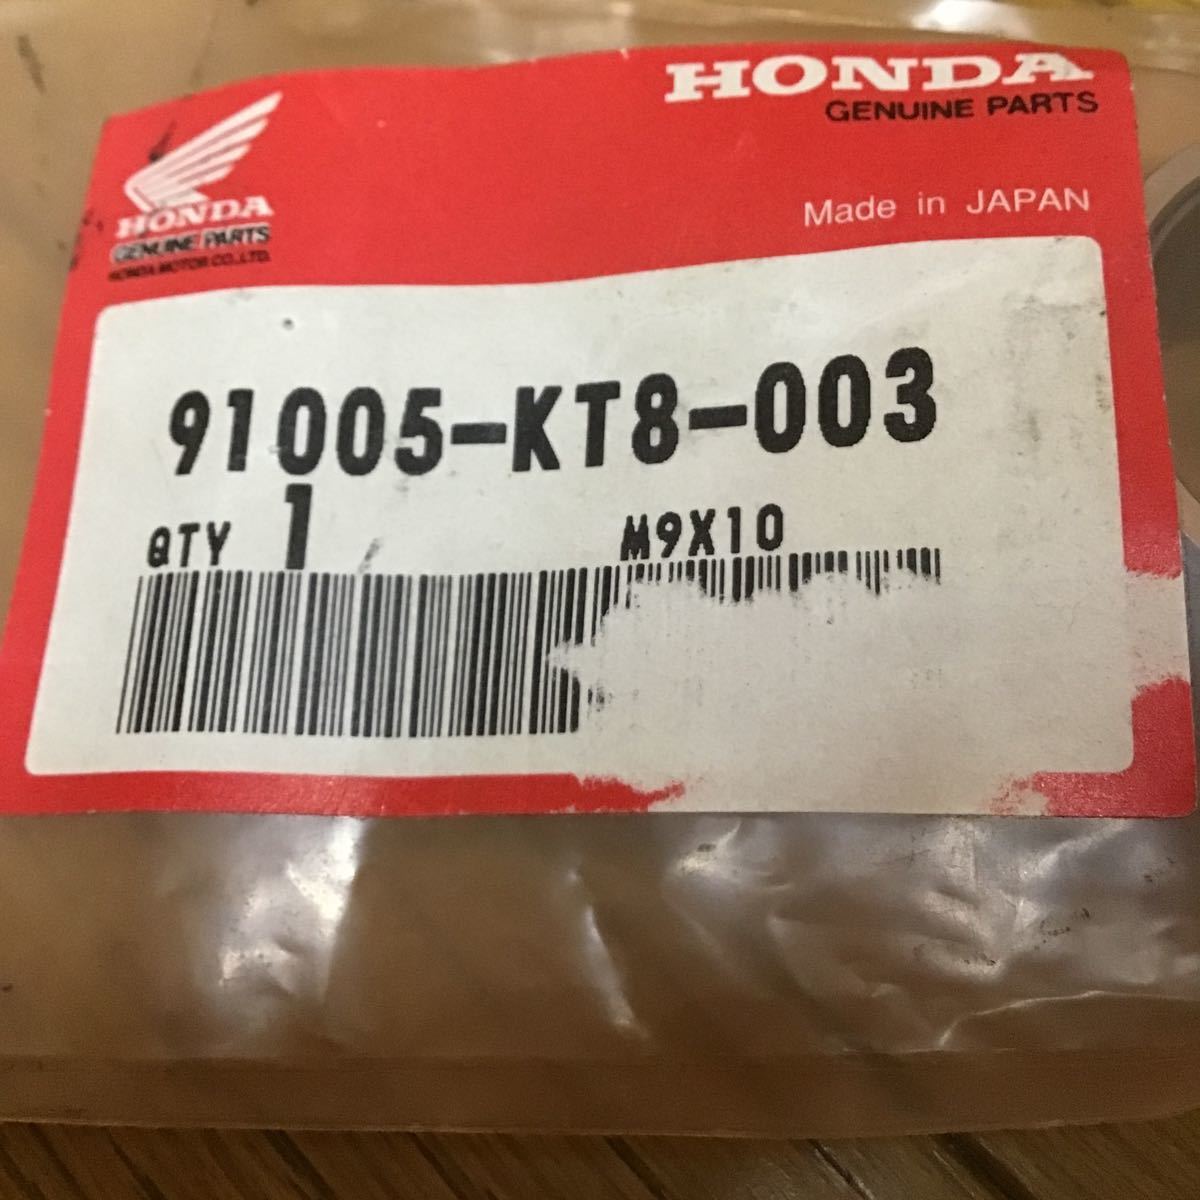 HONDA
GENUINE PARTS
HONDA
GENUINE PARTS
HONDA MOTOR CO.,LTD.
Made in JAPAN
91005-KT8-003
QTY 1 M9X10